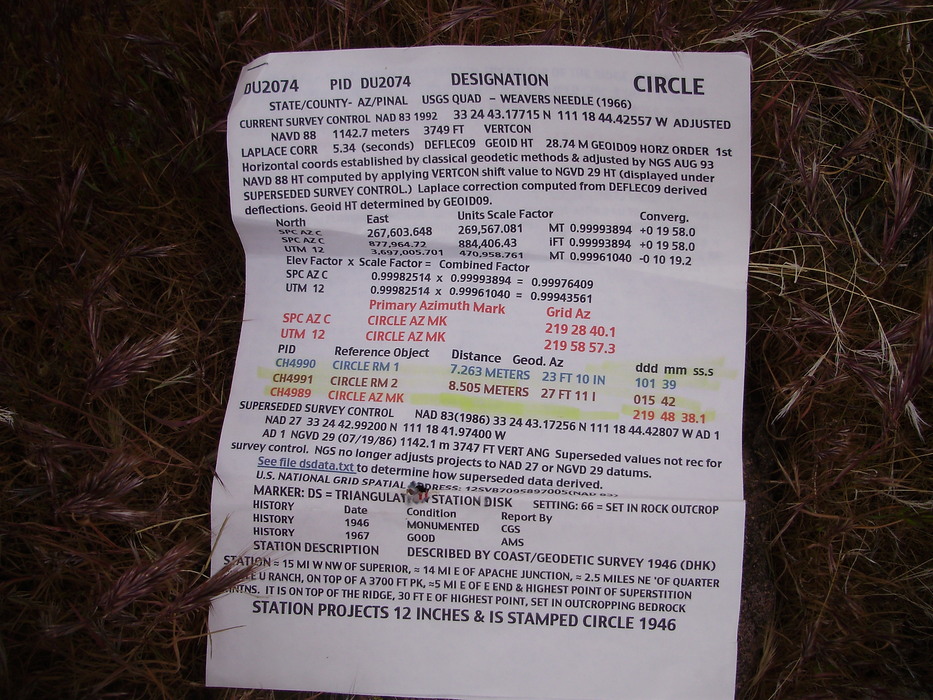 DU2074 PID DU2074 DESIGNATION CIRCLE
STATE/COUNTY- AZ/PINAL USGS QUAD - WEAVERS NEEDLE (1966)
CURRENT SURVEY CONTROL NAD 83 1992 33 24 43.17715 N 111 18 44.42557 W ADJUSTED
NAVD 88 1142.7 meters 3749 FT VERTCON
LAPLACE CORR 5.34 (seconds) DEFLEC09 GEOID HT 28.74 M GEOID09 HORZ ORDER 1st
Horizontal coords established by classical geodetic methods & adjusted by NGS AUG 93
NAVD 88 HT computed by applying VERTCON shift value to NGVD 29 HT (displayed under
SUPERSEDED SURVEY CONTROL.) Laplace correction computed from DEFLEC09 derived
deflections. Geoid HT determined by GEOID09.
North East Units Scale Factor Converg.
SPC AZ C 267,603.648 269,567.081 MT 0.99993894 +0 19 58.0
SPC AZ C 877,964.72 884,406.43 iFT 0.99993894 +0 19 58.0
UTM 12 3,697,005.701 470,958.761 MT 0.99961040 -0 10 19.2
Elev Factor x Scale Factor = Combined Factor
SPC AZ C 0.99982514 x 0.99993894 = 0.99976409
UTM 12 0.99982514 x 0.99961040 = 0.99943561
Primary Azimuth Mark Grid Az
SPC AZ C CIRCLE AZ MK 219 28 40.1
UTM 12 CIRCLE AZ MK 219 58 57.3
PID Reference Object Distance Geod. Az ddd mm ss.s
CH4990 CIRCLE RM 1 7.263 METERS 23 FT 10 IN 101 39
CH4991 CIRCLE RM 2 8.505 METERS 27 FT 11 I 015 42
CH4989 CIRCLE AZ MK 219 48 38.1
SUPERSEDED SURVEY CONTROL NAD 83(1986) 33 24 43.17256 N 111 18 44.42807 W AD 1
NAD 27 33 24 42.99200 N 111 18 41.97400 W
AD 1 NGVD 29 (07/19/86) 1142.1 m 3747 FT VERT ANG Superseded values not rec for
survey control. NGS no longer adjusts projects to NAD 27 or NGVD 29 datums.
See file dsdata.txt to determine how superseded data derived.
U.S. NATIONAL GRID SPATIAL
MARKER: DS = TRIANGULATION STATION DISK SETTING: 66 = SET IN ROCK OUTCROP
HISTORY Date Condition Report By
HISTORY 1946 MONUMENTED CGS
HISTORY 1967 GOOD AMS
STATION DESCRIPTION DESCRIBED BY COAST/GEODETIC SURVEY 1946 (DHK)
STATION ≈ 15 MI W NW OF SUPERIOR, ≈ 14 MI E OF APACHE JUNCTION, ≈ 2.5 MILES NE 'OF QUARTER
U RANCH, ON TOP OF A 3700 FT PK, ≈5 MI E OF E END & HIGHEST POINT OF SUPERSTITION
IT IS ON TOP OF THE RIDGE, 30 FT E OF HIGHEST POINT, SET IN OUTCROPPING BEDROCK
STATION PROJECTS 12 INCHES & IS STAMPED CIRCLE 1946